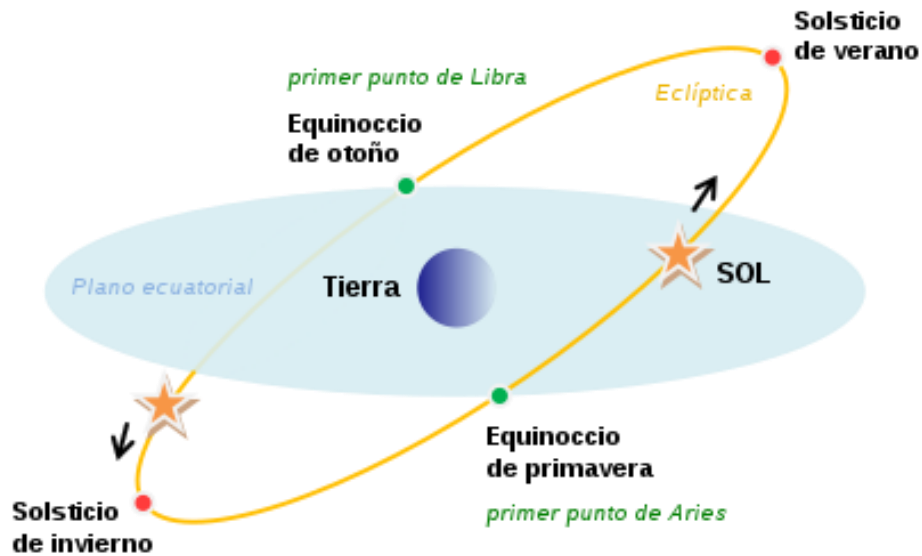 Solsticio
de verano
primer punto de Libra
Eclíptica
Equinoccio
de otoño
Plano ecuatorial
Tierra
SOL
Equinoccio
de primavera
primer punto de Aries
Solsticio
de invierno